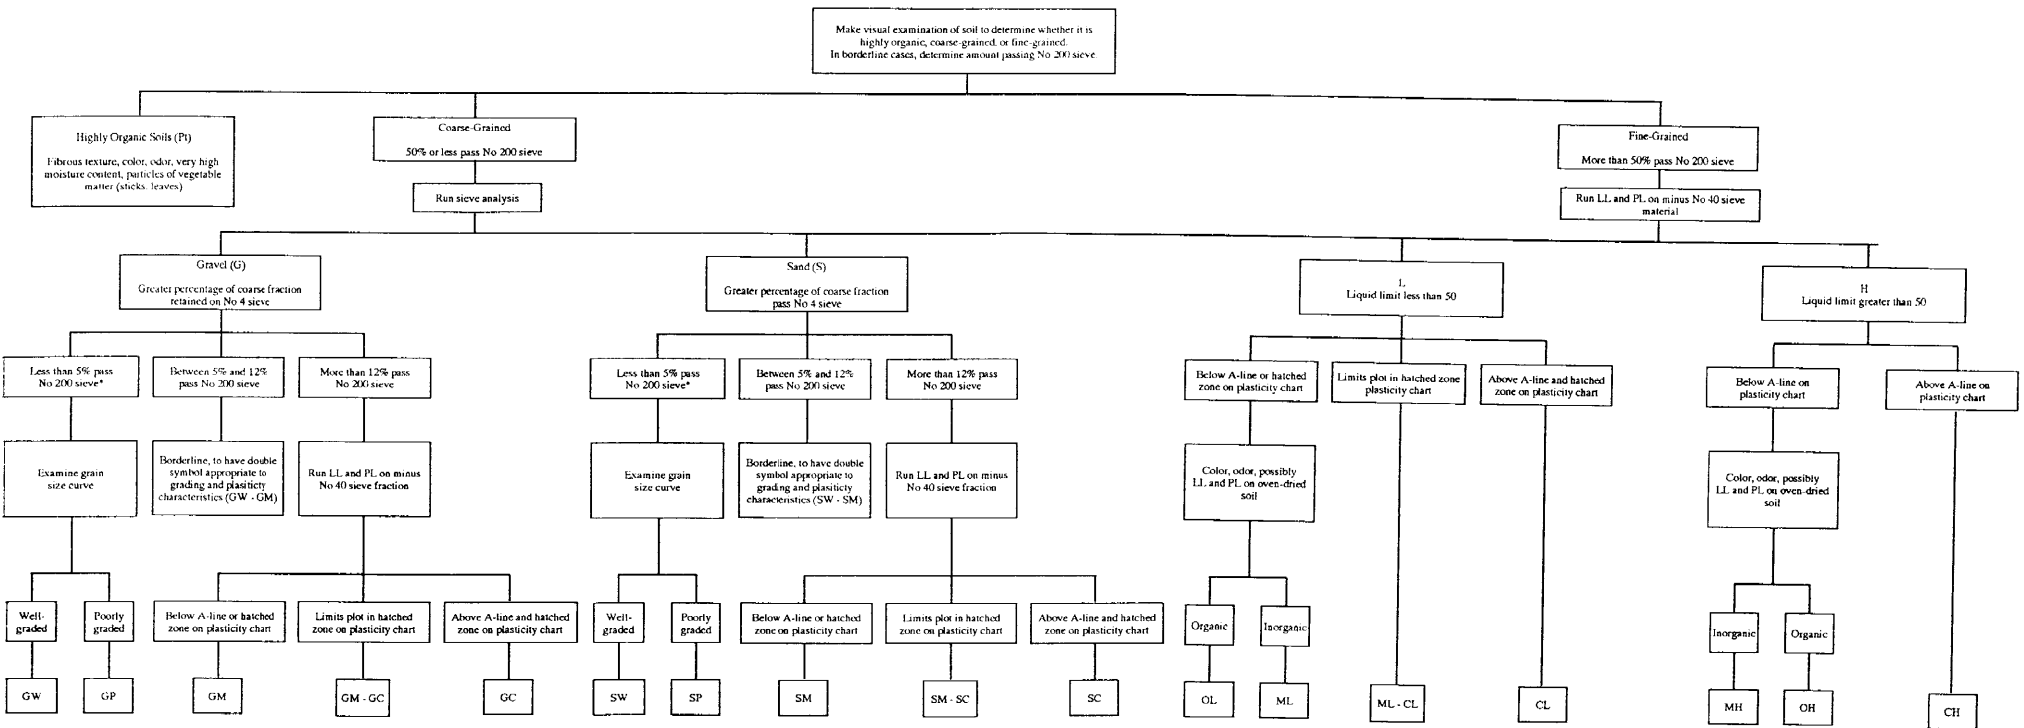 Make visual examination of soil to determine whether it is
highly organic, coarse-grained, or fine-grained.
In borderline cases, determine amount passing No 200 sieve.
Highly Organic Soils (Pt)
Fibrous texture, color, odor, very high
moisture content, particles of vegetable
matter (sticks, leaves)
Coarse-Grained
50% or less pass No 200 sieve
Fine-Grained
More than 50% pass No 200 sieve
Run sieve analysis
Run LL and PL on minus No 40 sieve
material
Gravel (G)
Greater percentage of coarse fraction
retained on No 4 sieve
Sand (S)
Greater percentage of coarse fraction
pass No 4 sieve
L
Liquid limit less than 50
H
Liquid limit greater than 50
Less than 5% pass
No 200 sieve*
Between 5% and 12%
pass No 200 sieve
More than 12% pass
No 200 sieve
Less than 5% pass
No 200 sieve*
Between 5% and 12%
pass No 200 sieve
More than 12% pass
No 200 sieve
Below A-line or hatched
zone on plasticity chart
Limits plot in hatched zone
plasticity chart
Above A-line and hatched
zone on plasticity chart
Below A-line on
plasticity chart
Above A-line on
plasticity chart
Examine grain
size curve
Borderline, to have double
symbol appropriate to
grading and plasiticty
characteristics (GW - GM)
Run LL and PL on minus
No 40 sieve fraction
Examine grain
size curve
Borderline, to have double
symbol appropriate to
grading and plasiticty
characteristics (SW - SM)
Run LL and PL on minus
No 40 sieve fraction
Color, odor, possibly
LL and PL on oven-dried
soil
Color, odor, possibly
LL and PL on oven-dried
soil
Well-
graded
Poorly
graded
Below A-line or hatched
zone on plasticity chart
Limits plot in hatched
zone on plasticity chart
Above A-line and hatched
zone on plasticity chart
Well-
graded
Poorly
graded
Below A-line or hatched
zone on plasticity chart
Limits plot in hatched
zone on plasticity chart
Above A-line and hatched
zone on plasticity chart
Organic
Inorganic
Inorganic
Organic
GW
GP
GM
GM - GC
GC
SW
SP
SM
SM - SC
SC
OL
ML
ML - CL
CL
MH
OH
CH